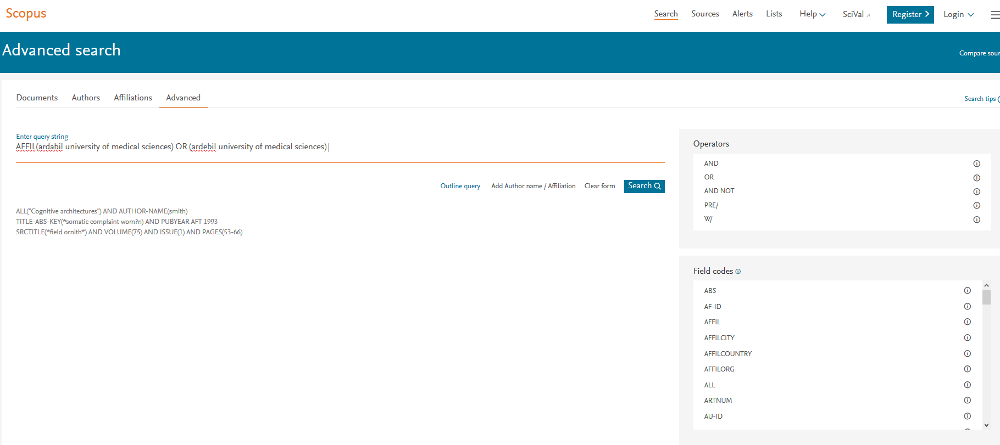 Scopus
Search Sources Alerts Lists Help SciVal Register Login
Advanced search
Compare sour
Documents Authors Affiliations Advanced
Search tips
Enter query string
AFFIL(ardabil university of medical sciences) OR (ardebil university of medical sciences)
Outline query Add Author name / Affiliation Clear form Search
ALL("Cognitive architectures") AND AUTHOR-NAME(smith)
TITLE-ABS-KEY(*somatic complaint wom?n) AND PUBYEAR AFT 1993
SRCTITLE(*field ornith*) AND VOLUME(75) AND ISSUE(1) AND PAGES(53-66)
Operators
AND
OR
AND NOT
PRE/
W/
Field codes
ABS
AF-ID
AFFIL
AFFILCITY
AFFILCOUNTRY
AFFILORG
ALL
ARTNUM
AU-ID